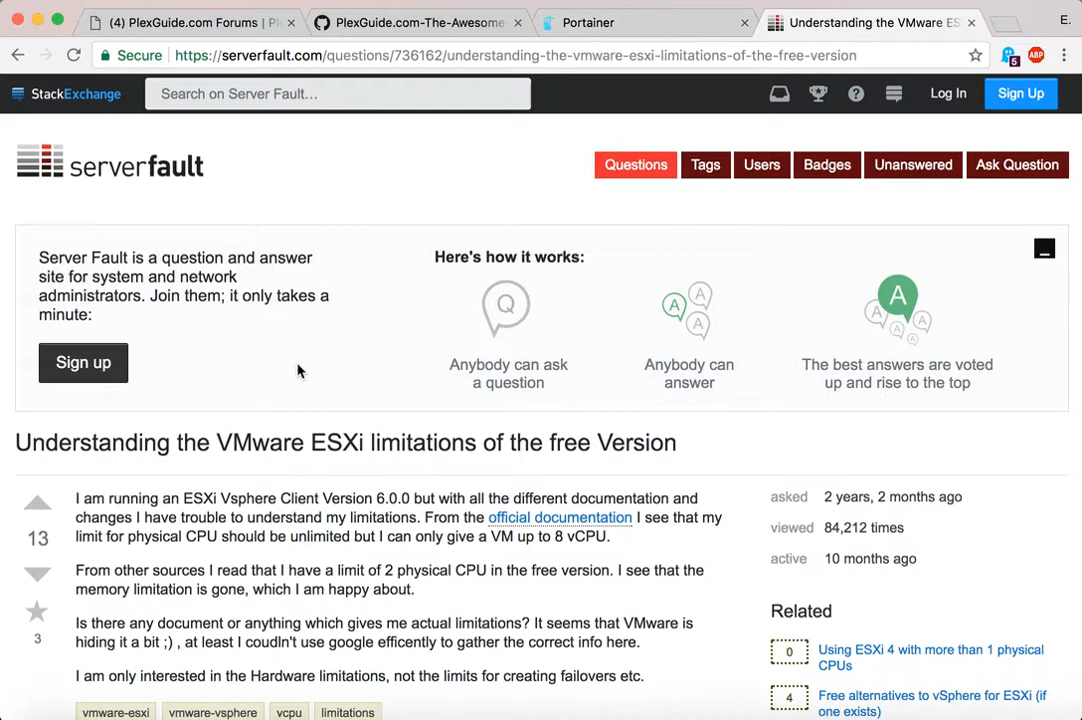 (4) PlexGuide.com Forums | Pl
PlexGuide.com-The-Awesome
Portainer
Understanding the VMware ES
E.
Secure
https://serverfault.com/questions/736162/understanding-the-vmware-esxi-limitations-of-the-free-version
5
ABP
StackExchange
Search on Server Fault...
?
Log In
Sign Up
serverfault
Questions
Tags
Users
Badges
Unanswered
Ask Question
Server Fault is a question and answer
site for system and network
administrators. Join them; it only takes a
minute:
Sign up
Here's how it works:
Q
Anybody can ask
a question
A
A
A
Anybody can
answer
A
A
A
A
A
The best answers are voted
up and rise to the top
Understanding the VMware ESXi limitations of the free Version
13
3
I am running an ESXi Vsphere Client Version 6.0.0 but with all the different documentation and
changes I have trouble to understand my limitations. From the official documentation I see that my
limit for physical CPU should be unlimited but I can only give a VM up to 8 vCPU.
From other sources I read that I have a limit of 2 physical CPU in the free version. I see that the
memory limitation is gone, which I am happy about.
Is there any document or anything which gives me actual limitations? It seems that VMware is
hiding it a bit ;) , at least I coudln't use google efficently to gather the correct info here.
I am only interested in the Hardware limitations, not the limits for creating failovers etc.
vmware-esxi
vmware-vsphere
vcpu
limitations
asked 2 years, 2 months ago
viewed 84,212 times
active 10 months ago
Related
0
Using ESXi 4 with more than 1 physical
CPUs
4
Free alternatives to vSphere for ESXi (if
one exists)